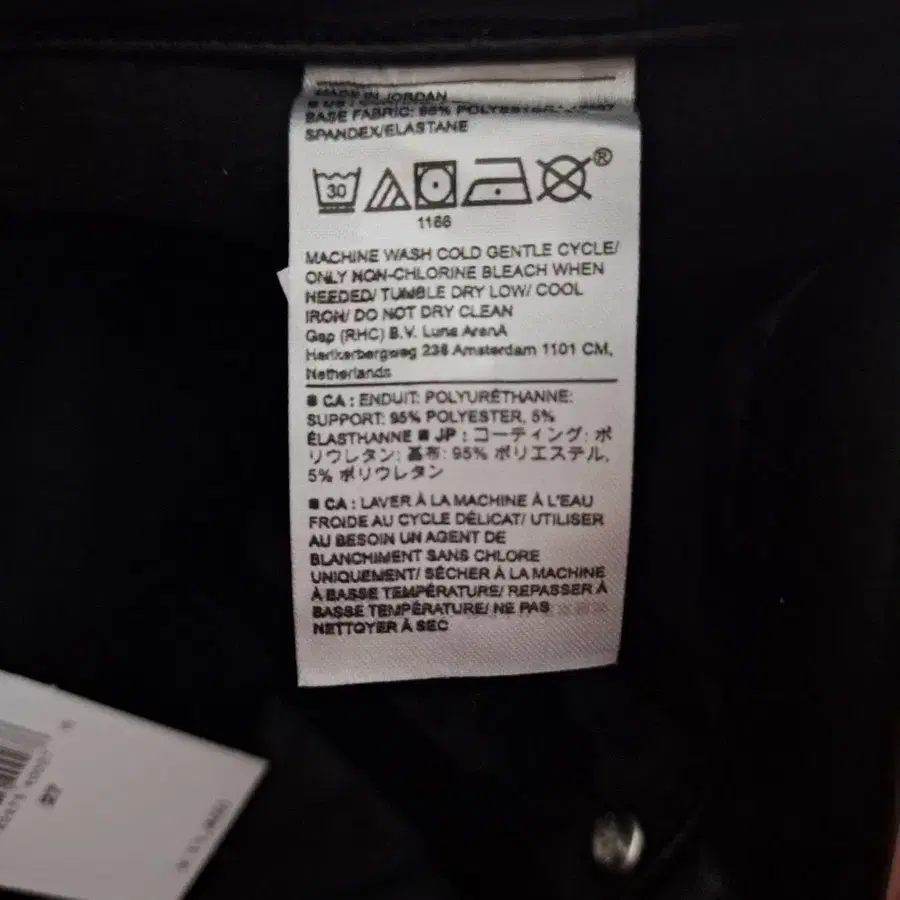 MADE IN JORDAN
BASE FABRIC: 95% POLYESTER,
SPANDEX/ELASTANE
30
®
1166
MACHINE WASH COLD GENTLE CYCLE/
ONLY NON-CHLORINE BLEACH WHEN
NEEDED/ TUMBLE DRY LOW/ COOL
IRON/ DO NOT DRY CLEAN
Gap (RHC) B.V. Luna ArenA
Herikerbergweg 238 Amsterdam 1101 CM,
Netherlands
■ CA : ENDUIT: POLYURÉTHANNE:
SUPPORT: 95% POLYESTER, 5%
ÉLASTHANNE ■ JP : コーティング: ポ
リウレタン: 基布: 95% ポリエステル,
5% ポリウレタン
■ CA : LAVER À LA MACHINE À L'EAU
FROIDE AU CYCLE DÉLICAT/ UTILISER
AU BESOIN UN AGENT DE
BLANCHIMENT SANS CHLORE
UNIQUEMENT/ SÉCHER À LA MACHINE
À BASSE TEMPÉRATURE/ REPASSER À
BASSE TEMPÉRATURE/ NE PAS
NETTOYER À SEC